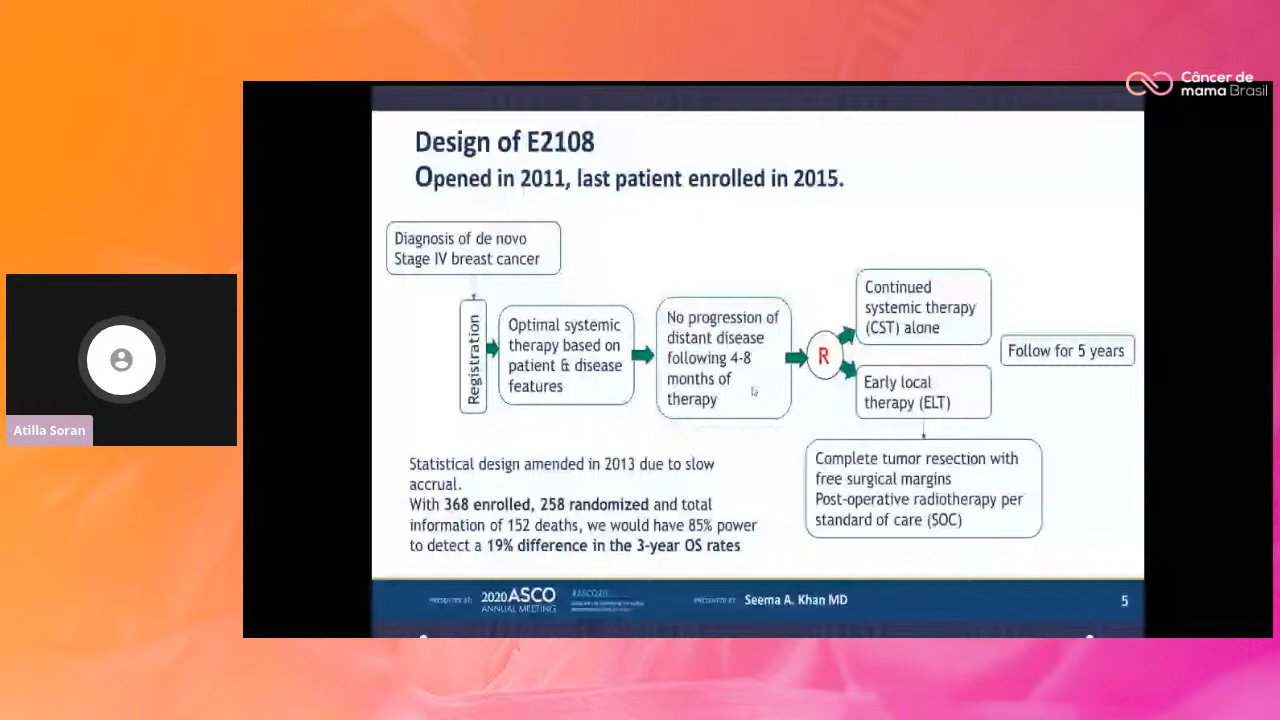 Câncer de
mama Brasil
Design of E2108
Opened in 2011, last patient enrolled in 2015.
Diagnosis of de novo
Stage IV breast cancer
Registration
Optimal systemic
therapy based on
patient & disease
features
No progression of
distant disease
following 4-8
months of
therapy
R
Continued
systemic therapy
(CST) alone
Early local
therapy (ELT)
Follow for 5 years
Complete tumor resection with
free surgical margins
Post-operative radiotherapy per
standard of care (SOC)
Statistical design amended in 2013 due to slow
accrual.
With 368 enrolled, 258 randomized and total
information of 152 deaths, we would have 85% power
to detect a 19% difference in the 3-year OS rates
PRESENTED AT:
2020 ASCO
ANNUAL MEETING
#ASCO20
PRESENTED BY:
Seema A. Khan MD
5
Atilla Soran